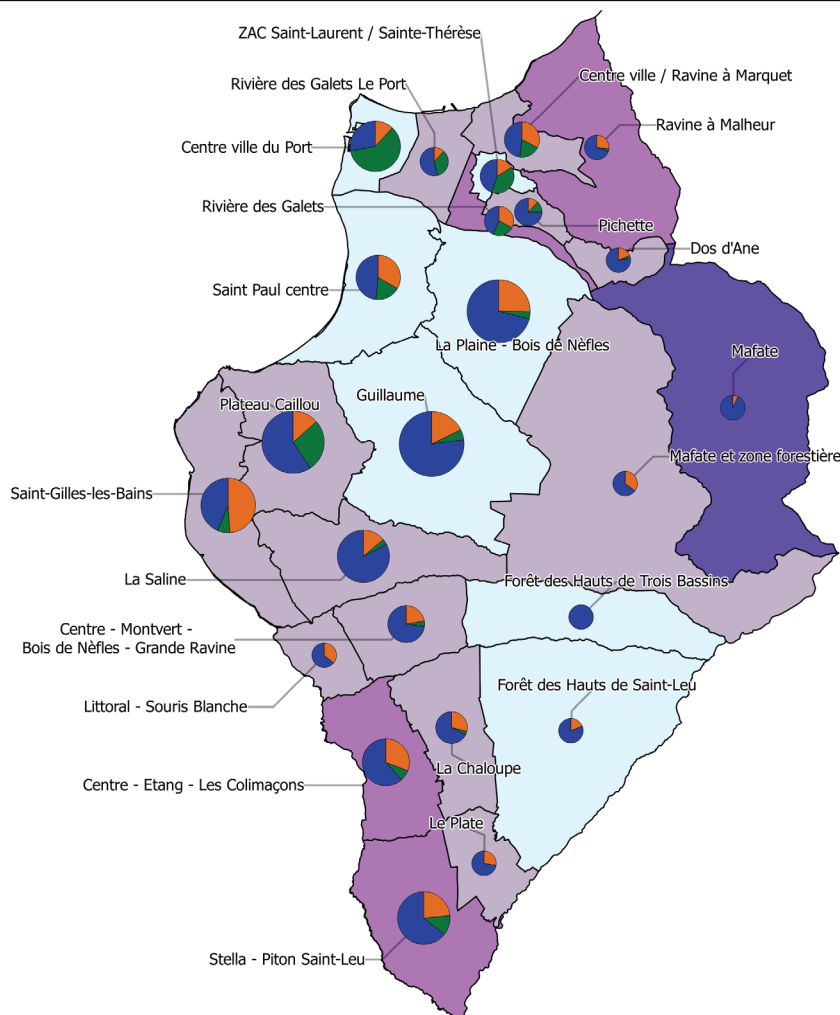 ZAC Saint-Laurent / Sainte-Thérèse
Centre ville / Ravine à Marquet
Rivière des Galets Le Port
Ravine à Malheur
Centre ville du Port
Rivière des Galets
Pichette
Dos d'Ane
Saint Paul centre
La Plaine - Bois de Nèfles
Mafate
Guillaume
Plateau Caillou
Mafate et zone forestière
Saint-Gilles-les-Bains
La Saline
Forêt des Hauts de Trois Bassins
Centre - Montvert -
Bois de Nèfles - Grande Ravine
Forêt des Hauts de Saint-Leu
Littoral - Souris Blanche
La Chaloupe
Centre - Etang - Les Colimaçons
Le Plate
Stella - Piton Saint-Leu